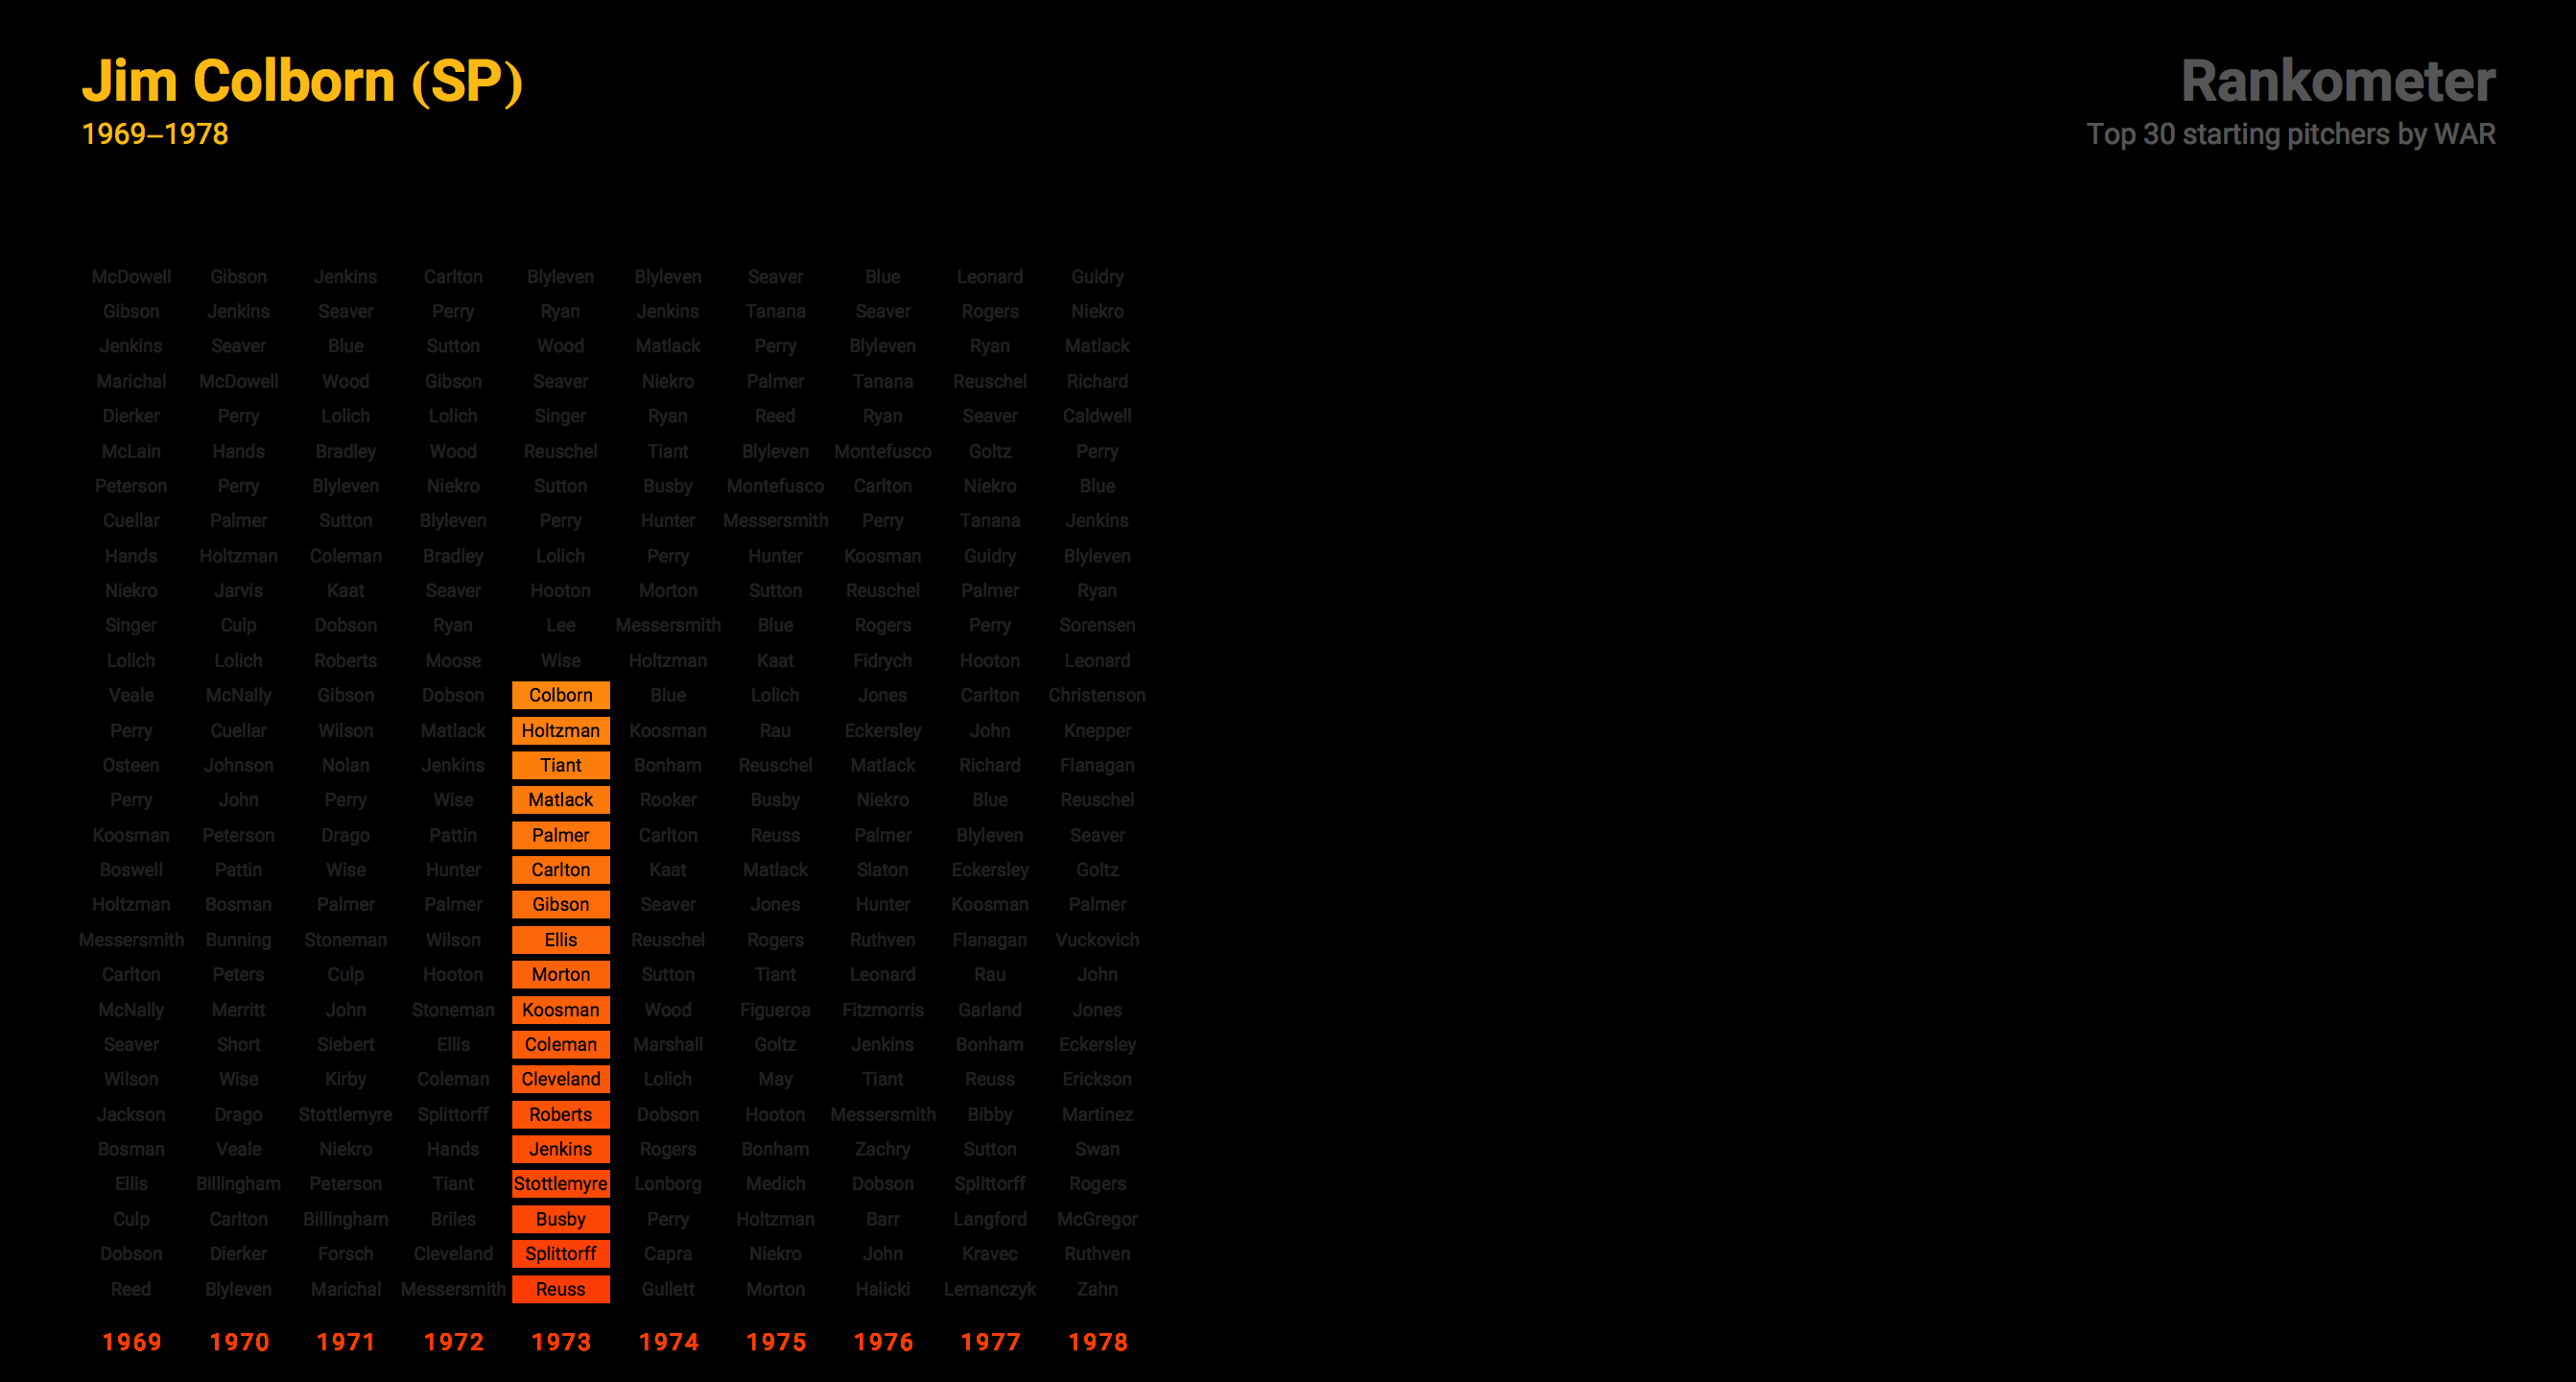 Jim Colborn (SP)
1969–1978
Rankometer
Top 30 starting pitchers by WAR
McDowell Gibson Jenkins Carlton Blyleven Blyleven Seaver Blue Leonard Guidry
Gibson Jenkins Seaver Perry Ryan Jenkins Tanana Seaver Rogers Niekro
Jenkins Seaver Blue Sutton Wood Matlack Perry Blyleven Ryan Matlack
Marichal McDowell Wood Gibson Seaver Niekro Palmer Tanana Reuschel Richard
Dierker Perry Lolich Lolich Singer Ryan Reed Ryan Seaver Caldwell
McLain Hands Bradley Wood Reuschel Tiant Blyleven Montefusco Goltz Perry
Peterson Perry Blyleven Niekro Sutton Busby Montefusco Carlton Niekro Blue
Cuellar Palmer Sutton Blyleven Perry Hunter Messersmith Perry Tanana Jenkins
Hands Holtzman Coleman Bradley Lolich Perry Hunter Koosman Guidry Blyleven
Niekro Jarvis Kaat Seaver Hooton Morton Sutton Reuschel Palmer Ryan
Singer Culp Dobson Ryan Lee Messersmith Blue Rogers Perry Sorensen
Lolich Lolich Roberts Moose Wise Holtzman Kaat Fidrych Hooton Leonard
Veale McNally Gibson Dobson Colborn Blue Lolich Jones Carlton Christenson
Perry Cuellar Wilson Matlack Holtzman Koosman Rau Eckersley John Knepper
Osteen Johnson Nolan Jenkins Tiant Bonham Reuschel Matlack Richard Flanagan
Perry John Perry Wise Matlack Rooker Busby Niekro Blue Reuschel
Koosman Peterson Drago Pattin Palmer Carlton Reuss Palmer Blyleven Seaver
Boswell Pattin Wise Hunter Carlton Kaat Matlack Slaton Eckersley Goltz
Holtzman Bosman Palmer Palmer Gibson Seaver Jones Hunter Koosman Palmer
Messersmith Bunning Stoneman Wilson Ellis Reuschel Rogers Ruthven Flanagan Vuckovich
Carlton Peters Culp Hooton Morton Sutton Tiant Leonard Rau John
McNally Merritt John Stoneman Koosman Wood Figueroa Fitzmorris Garland Jones
Seaver Short Siebert Ellis Coleman Marshall Goltz Jenkins Bonham Eckersley
Wilson Wise Kirby Coleman Cleveland Lolich May Tiant Reuss Erickson
Jackson Drago Stottlemyre Splittorff Roberts Dobson Hooton Messersmith Bibby Martinez
Bosman Veale Niekro Hands Jenkins Rogers Bonham Zachry Sutton Swan
Ellis Billingham Peterson Tiant Stottlemyre Lonborg Medich Dobson Splittorff Rogers
Culp Carlton Billingham Briles Busby Perry Holtzman Barr Langford McGregor
Dobson Dierker Forsch Cleveland Splittorff Capra Niekro John Kravec Ruthven
Reed Blyleven Marichal Messersmith Reuss Gullett Morton Halicki Lemanczyk Zahn
1969 1970 1971 1972 1973 1974 1975 1976 1977 1978